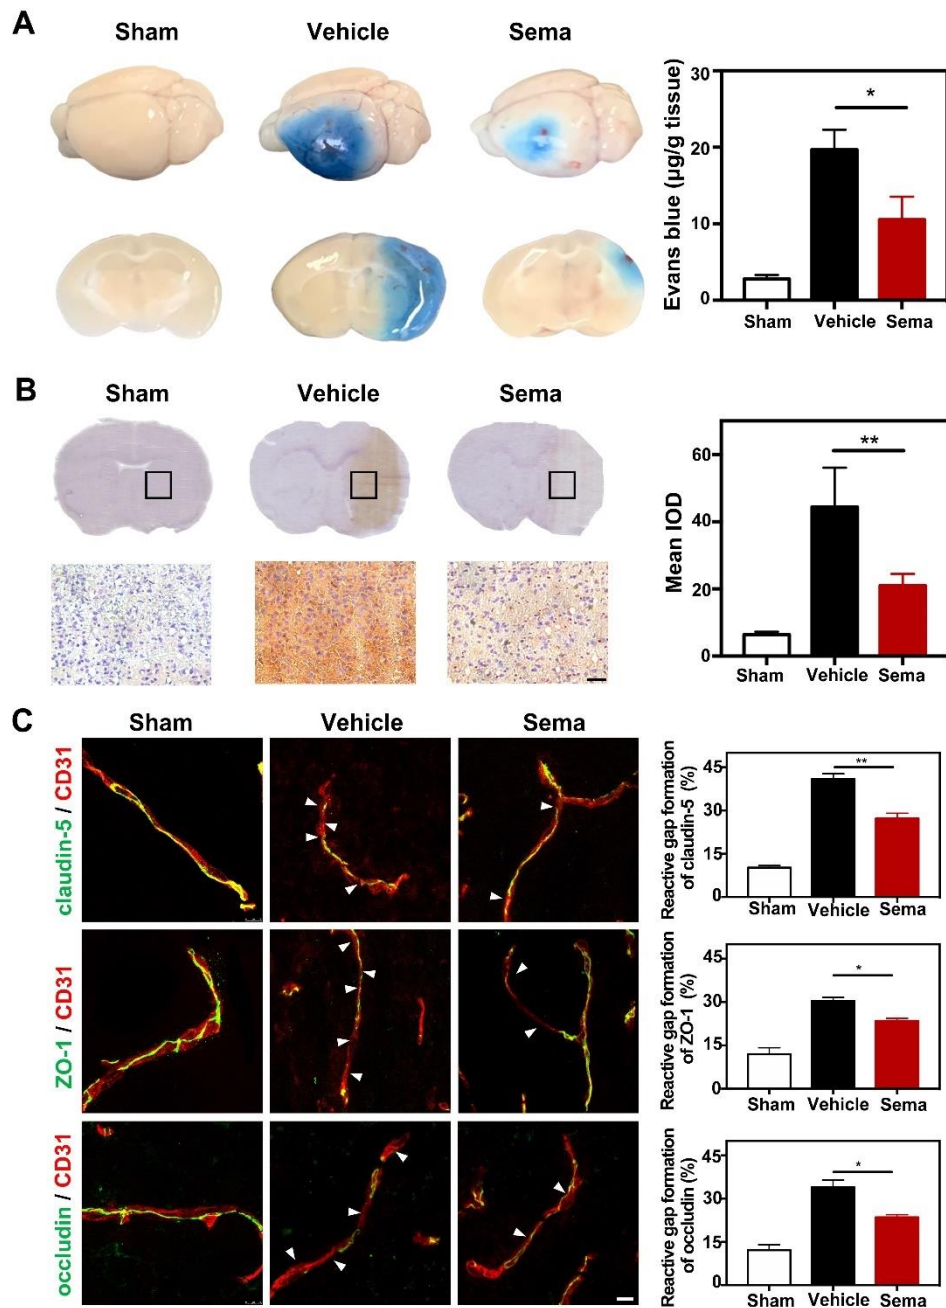 A
Sham
Vehicle
Sema
Evans blue (µg/g tissue)
30
20
10
0
*
Sham
Vehicle
Sema
B
Sham
Vehicle
Sema
Mean IOD
60
40
20
0
**
Sham
Vehicle
Sema
C
Sham
Vehicle
Sema
claudin-5 / CD31
Reactive gap formation
of claudin-5 (%)
45
30
15
0
**
Sham
Vehicle
Sema
ZO-1 / CD31
Reactive gap formation
of ZO-1 (%)
45
30
15
0
*
Sham
Vehicle
Sema
occludin / CD31
Reactive gap formation
of occludin (%)
45
30
15
0
*
Sham
Vehicle
Sema